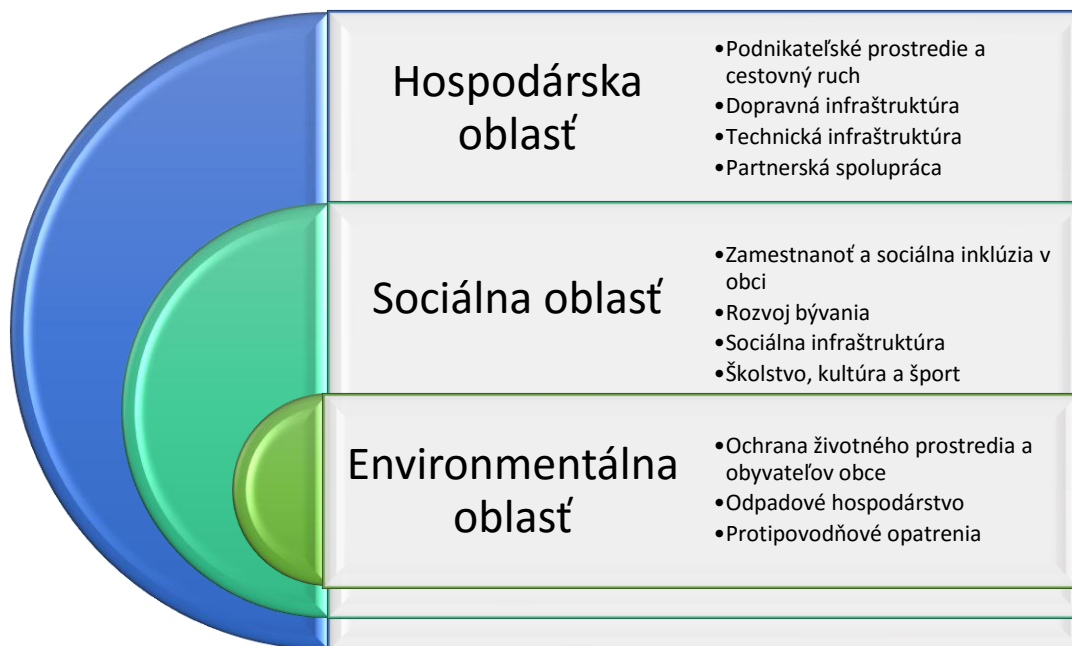 Hospodárska
oblasť
•Podnikateľské prostredie a
cestovný ruch
•Dopravná infraštruktúra
•Technická infraštruktúra
•Partnerská spolupráca
Sociálna oblasť
•Zamestnanoť a sociálna inklúzia v
obci
•Rozvoj bývania
•Sociálna infraštruktúra
•Školstvo, kultúra a šport
Environmentálna
oblasť
•Ochrana životného prostredia a
obyvateľov obce
•Odpadové hospodárstvo
•Protipovodňové opatrenia